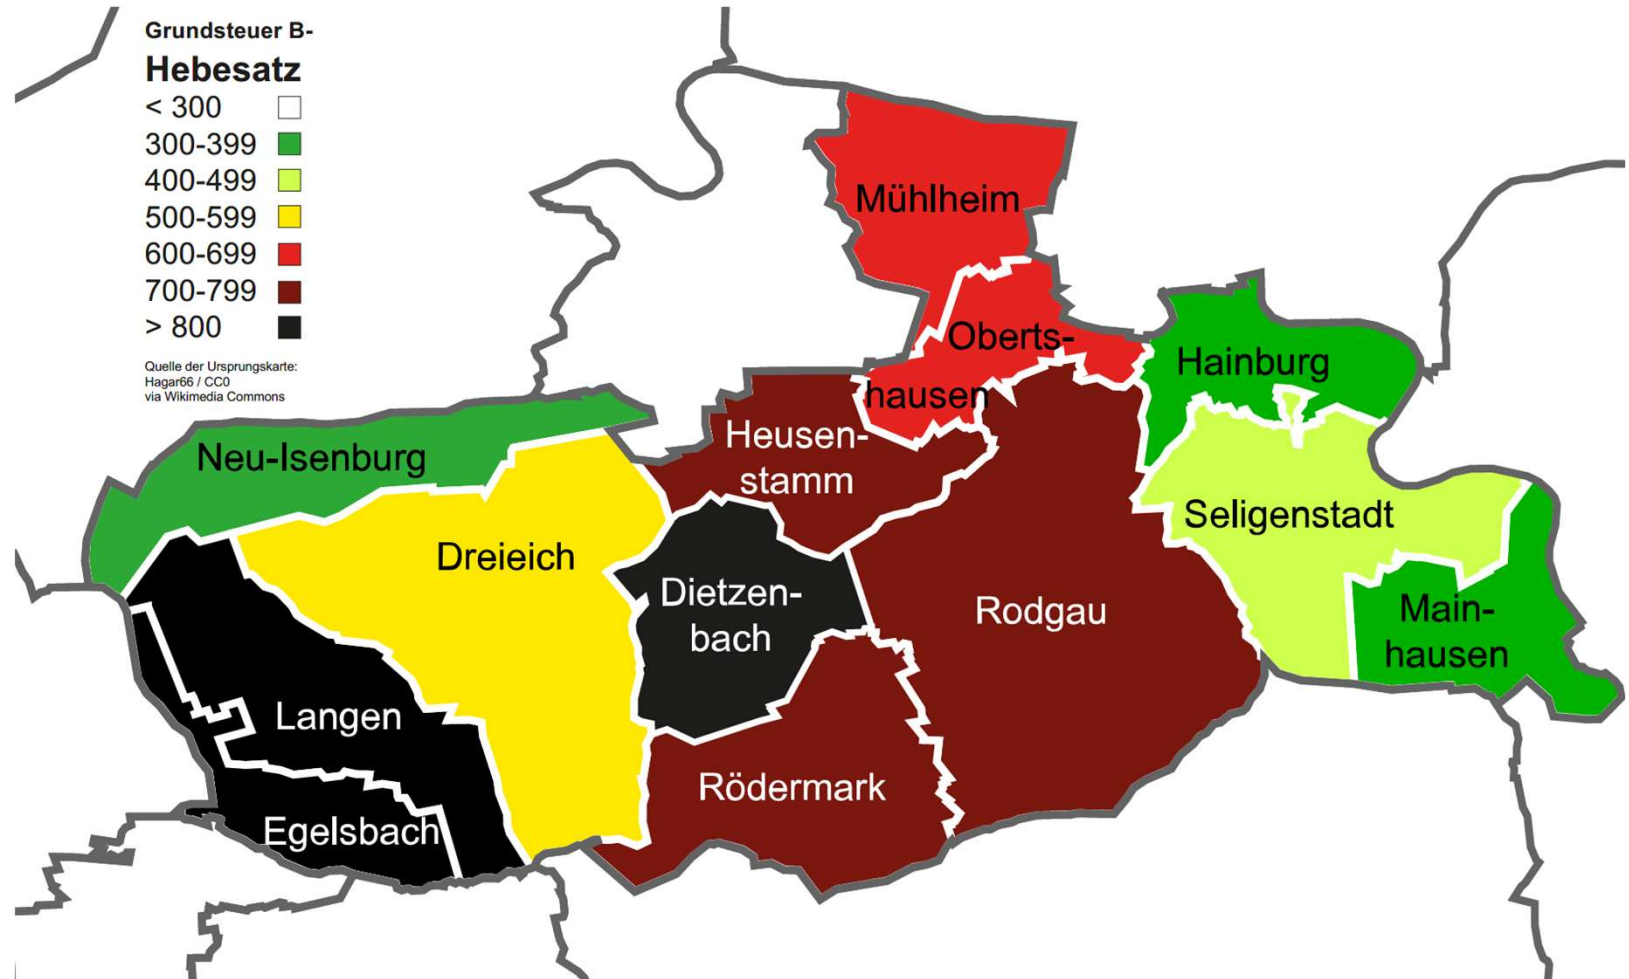 Grundsteuer B-
Hebesatz
< 300
300-399
400-499
500-599
600-699
700-799
> 800
Quelle der Ursprungskarte:
Hagar66 / CC0
via Wikimedia Commons
Mühlheim
Oberts-
hausen
Hainburg
Neu-Isenburg
Heusen-
stamm
Seligenstadt
Dreieich
Dietzen-
bach
Rodgau
Main-
hausen
Langen
Rödermark
Egelsbach